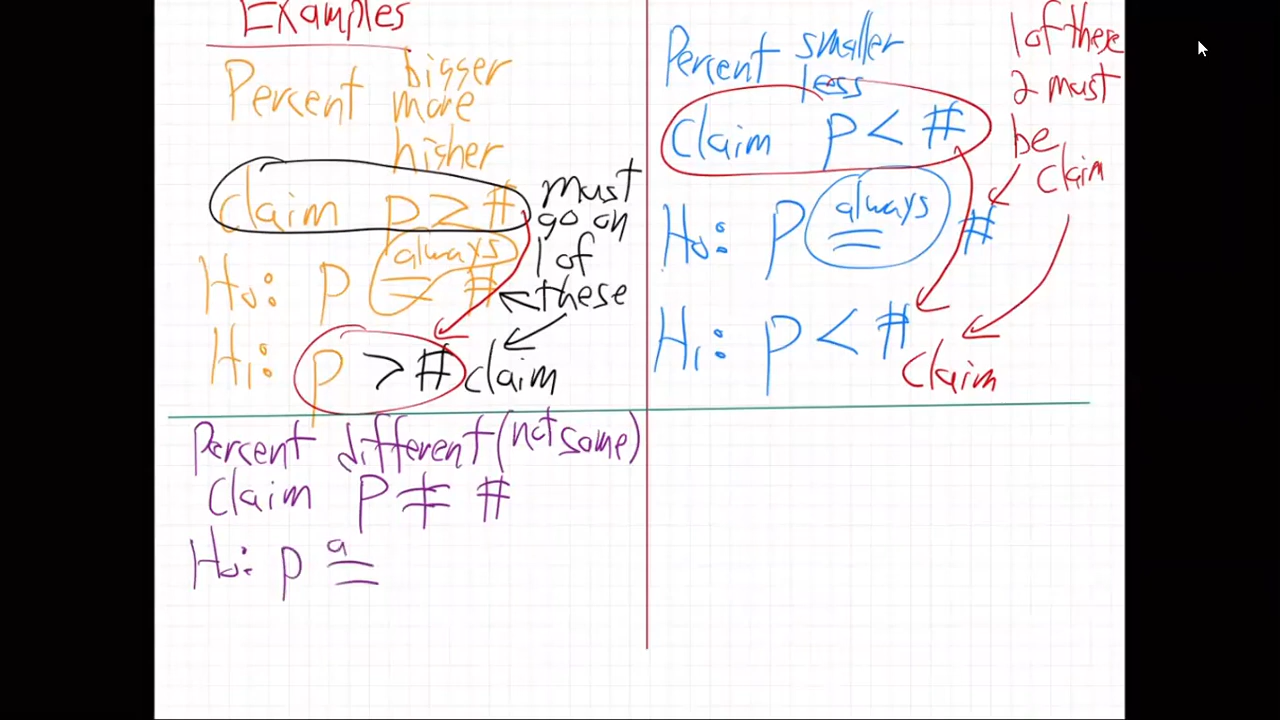 Examples
Percent bigger
more
higher
Claim p > #
must
go on
1 of
these
always
H₀: p = #
H₁: p > # claim
Percent smaller
less
Claim p < #
always
H₀: p = #
H₁: p < #
Claim
1 of these
2 must
be
Claim
Percent different (not same)
Claim p ≠ #
a
H₀: p =